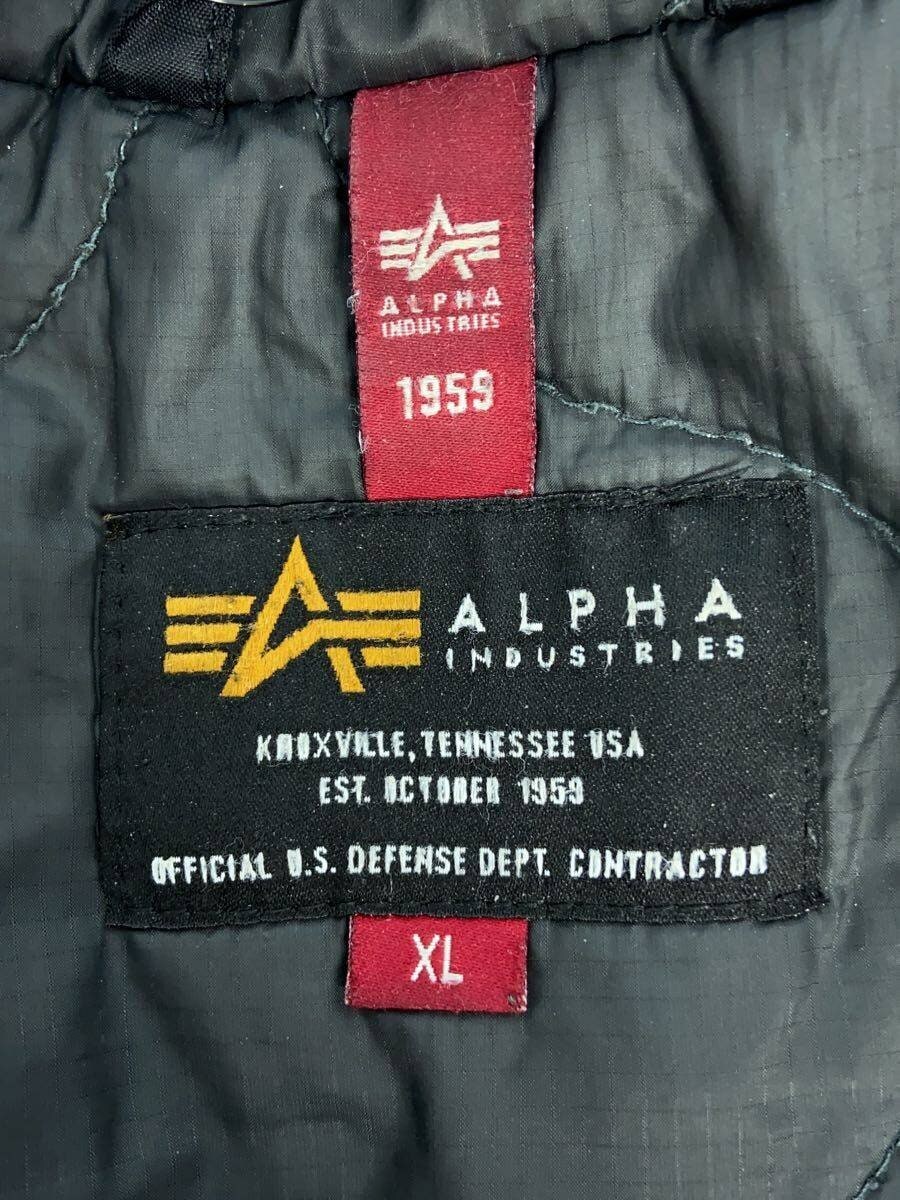 ALPHA
INDUSTRIES
1959
ALPHA
INDUSTRIES
KNOXVILLE, TENNESSEE USA
EST. OCTOBER 1959
OFFICIAL U.S. DEFENSE DEPT. CONTRACTOR
XL